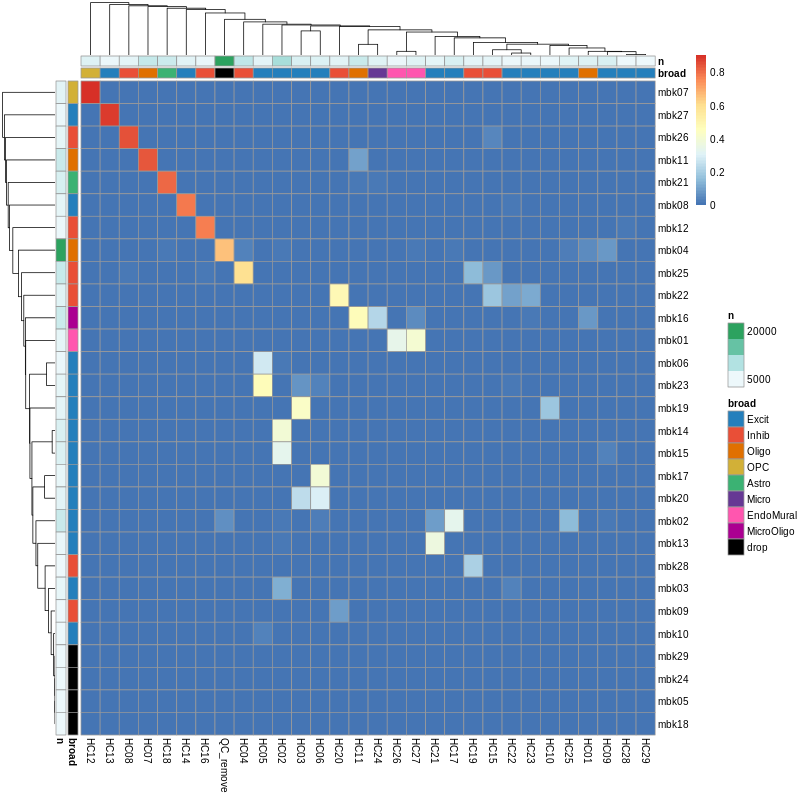 n
broad
0.8
0.6
0.4
0.2
0
mbk07
mbk27
mbk26
mbk11
mbk21
mbk08
mbk12
mbk04
mbk25
mbk22
mbk16
mbk01
mbk06
mbk23
mbk19
mbk14
mbk15
mbk17
mbk20
mbk02
mbk13
mbk28
mbk03
mbk09
mbk10
mbk29
mbk24
mbk05
mbk18
n
20000
5000
broad
Excit
Inhib
Oligo
OPC
Astro
Micro
EndoMural
MicroOligo
drop
n
broad
HC12
HC13
HC08
HC07
HC18
HC14
HC16
QC_remove
HC04
HC05
HC02
HC03
HC06
HC20
HC11
HC24
HC26
HC27
HC21
HC17
HC19
HC15
HC22
HC23
HC10
HC25
HC01
HC09
HC28
HC29